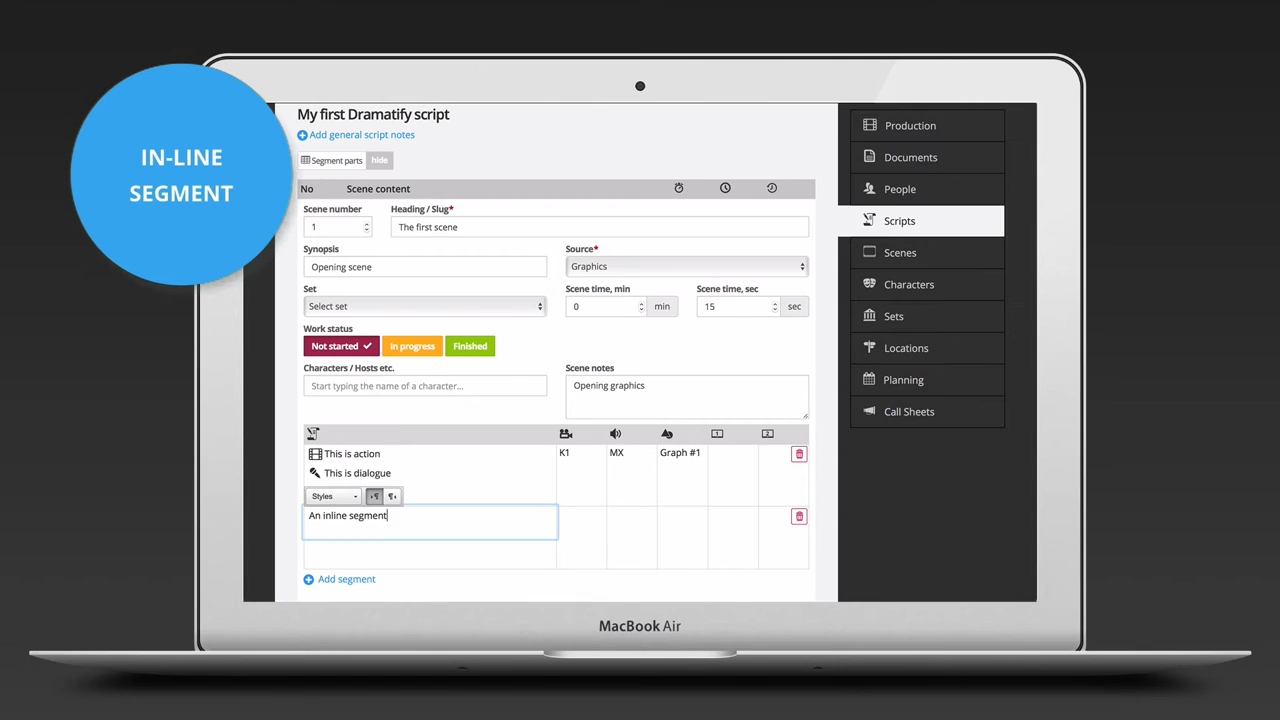 IN-LINE
SEGMENT
My first Dramatify script
Add general script notes
Segment parts hide
No Scene content
Scene number Heading / Slug*
1 The first scene
Synopsis Source*
Opening scene Graphics
Set Scene time, min Scene time, sec
Select set 0 min 15 sec
Work status
Not started In progress Finished
Characters / Hosts etc. Scene notes
Start typing the name of a character... Opening graphics
1 2
This is action K1 MX Graph #1
This is dialogue
Styles
An inline segment
Add segment
Production
Documents
People
Scripts
Scenes
Characters
Sets
Locations
Planning
Call Sheets
MacBook Air